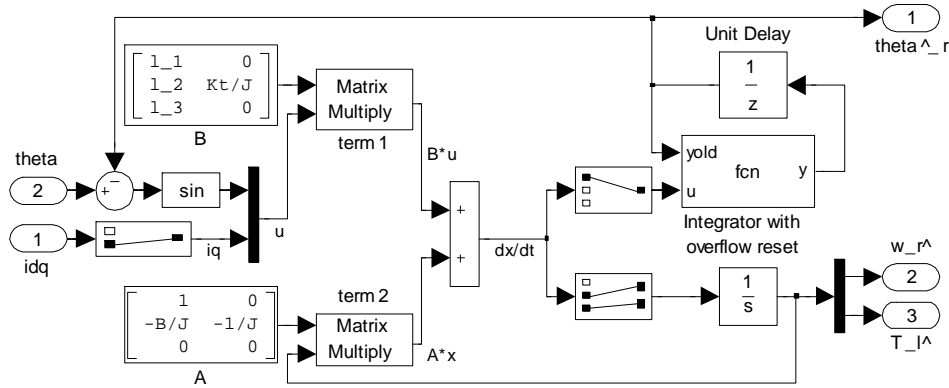 1
theta ^_ r
Unit Delay
1
z
l_1 0
l_2 Kt/J
l_3 0
B
Matrix
Multiply
term 1
B*u
yold
fcn
y
u
Integrator with
overflow reset
theta
2
+
−
sin
1
idq
iq
u
+
+
dx/dt
1
s
w_r^
2
3
T_l^
1 0
-B/J -1/J
0 0
A
term 2
Matrix
Multiply
A*x